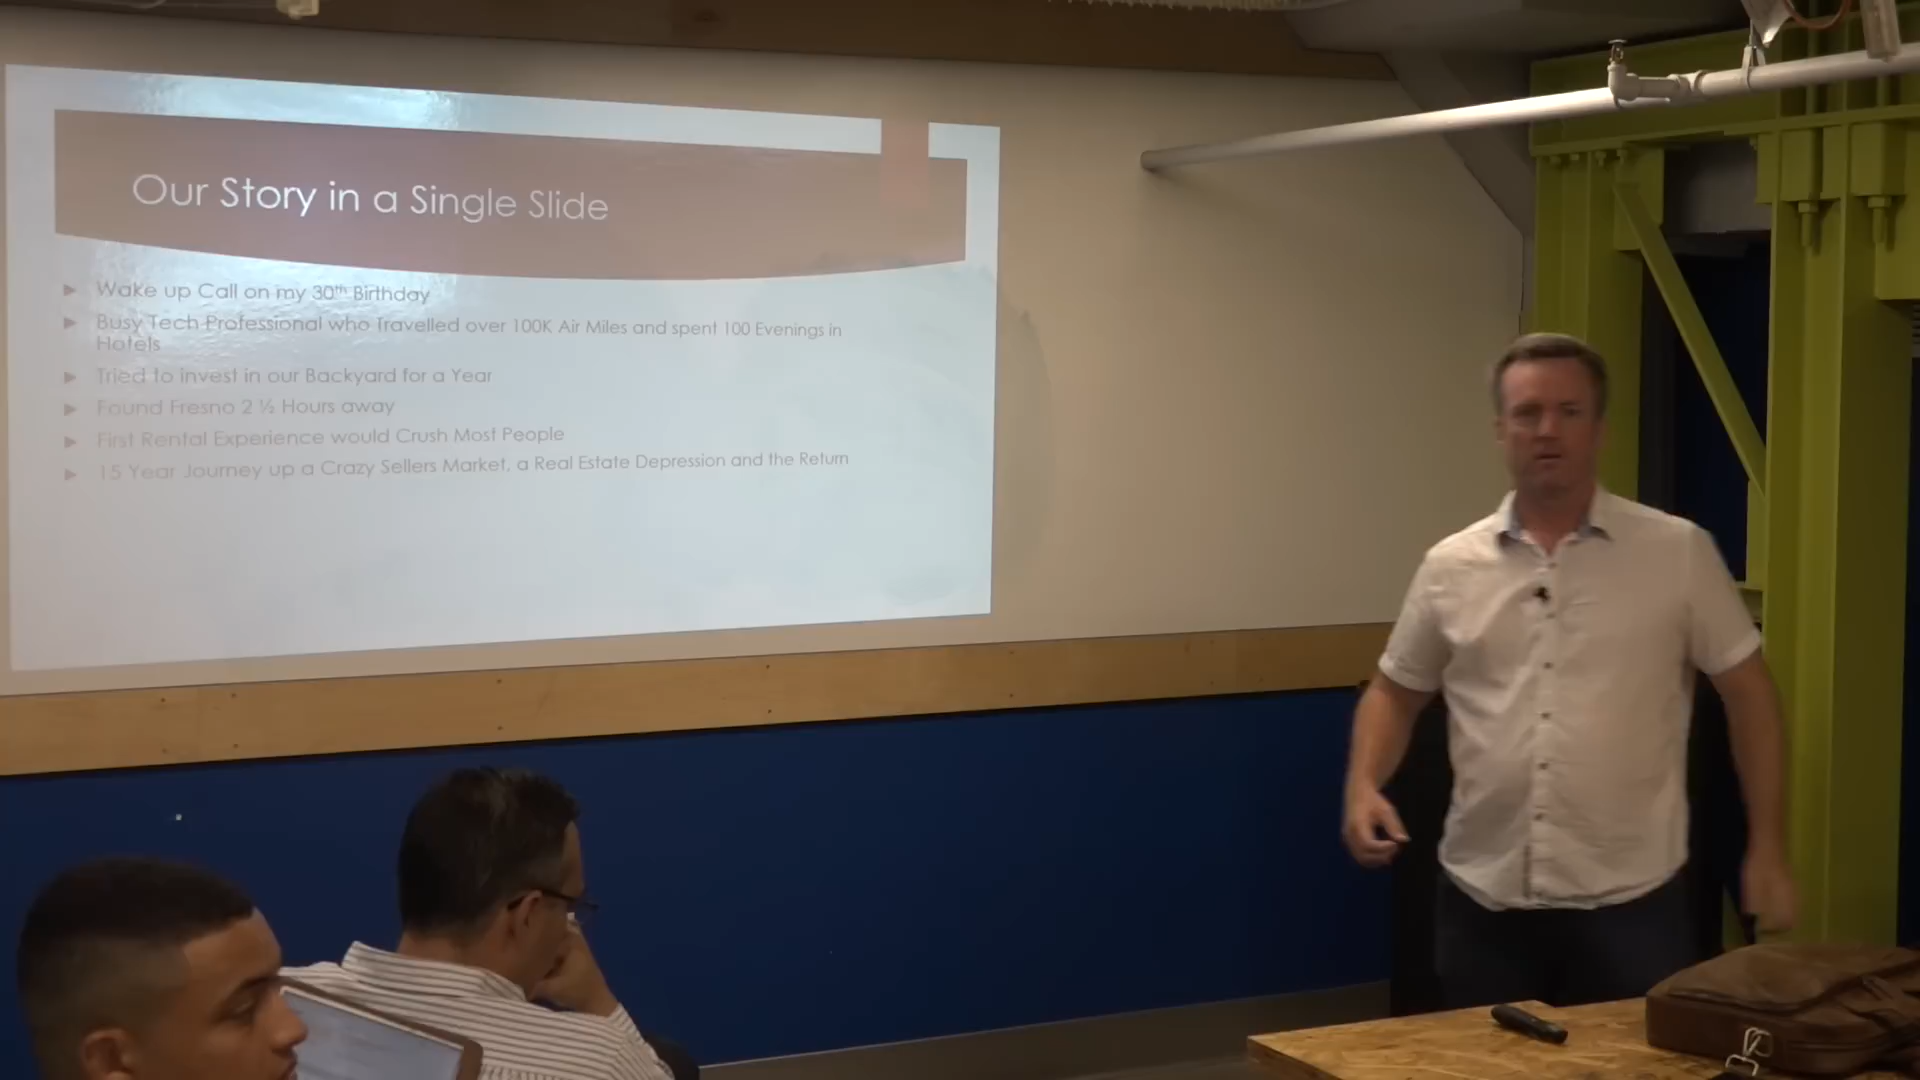 Our Story in a Single Slide
Wake up Call on my 30th Birthday
Busy Tech Professional who Travelled over 100K Air Miles and spent 100 Evenings in
Hotels
Tried to invest in our Backyard for a Year
Found Fresno 2 ½ Hours away
First Rental Experience would Crush Most People
15 Year Journey up a Crazy Sellers Market, a Real Estate Depression and the Return